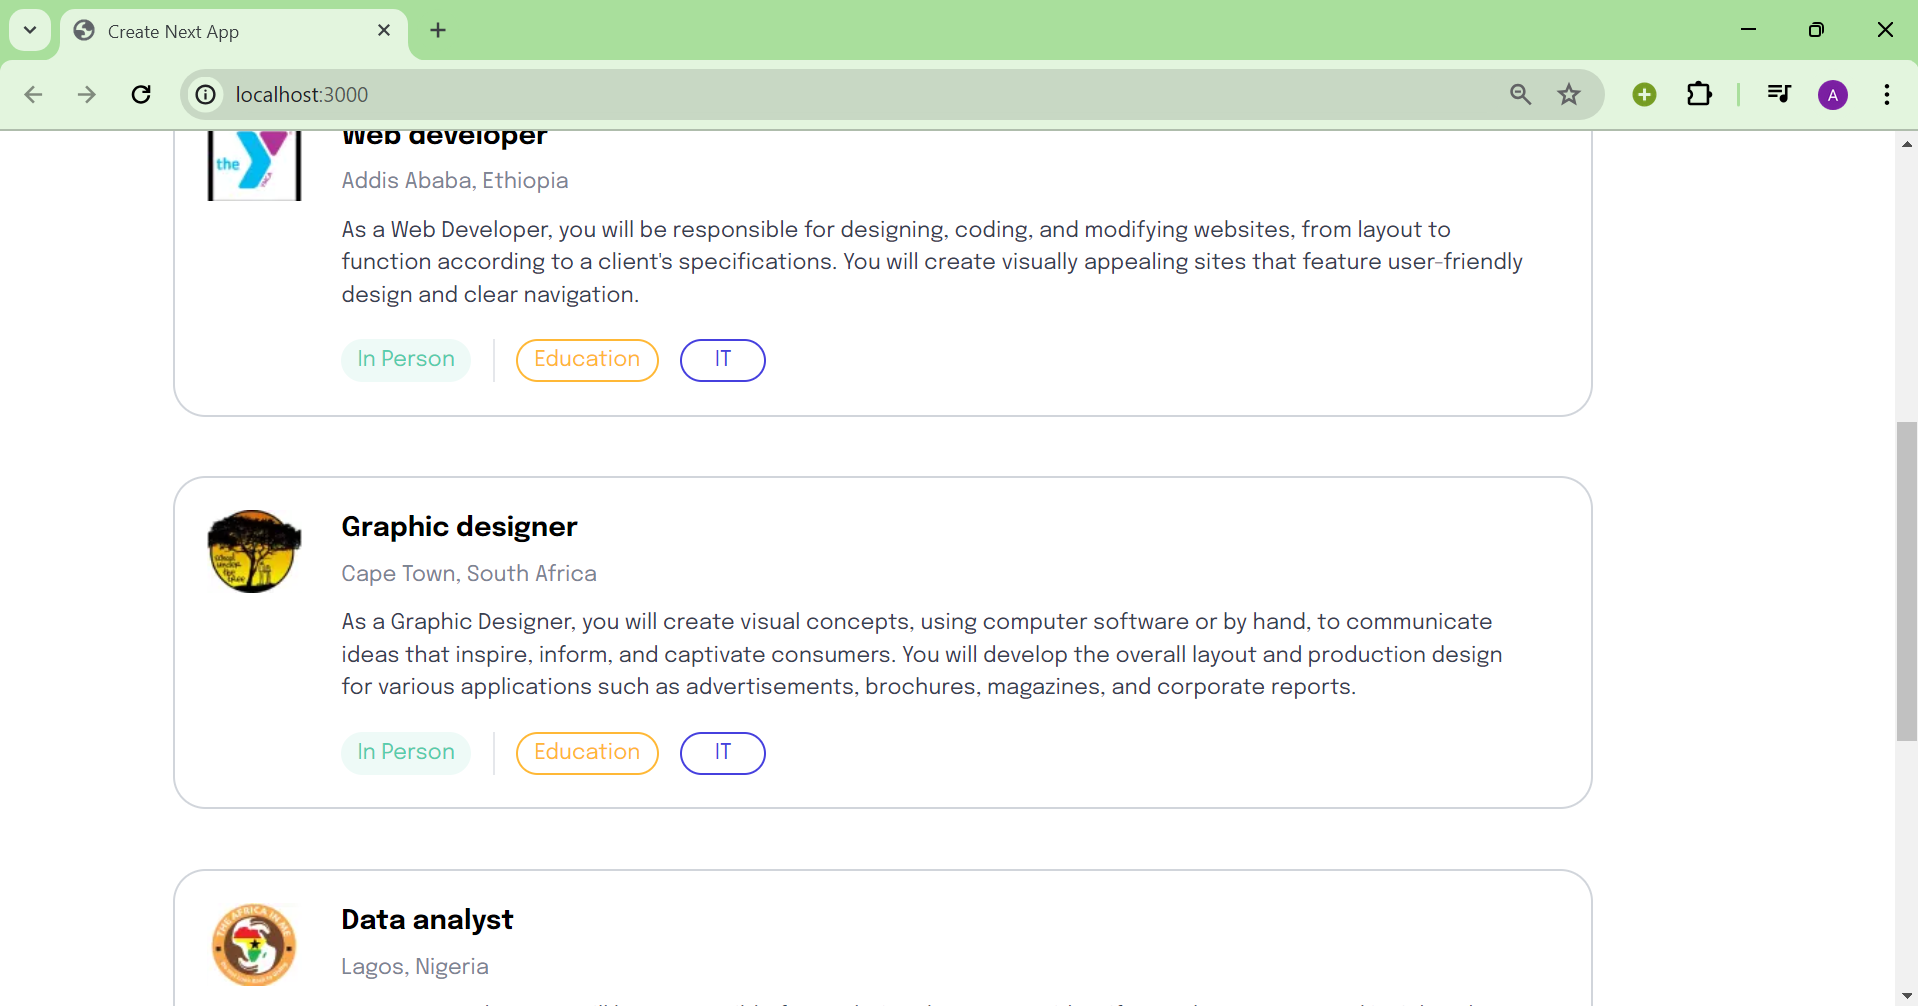 Create Next App
localhost:3000
A
Web developer
the
Addis Ababa, Ethiopia
As a Web Developer, you will be responsible for designing, coding, and modifying websites, from layout to
function according to a client's specifications. You will create visually appealing sites that feature user-friendly
design and clear navigation.
In Person
Education
IT
Graphic designer
Cape Town, South Africa
As a Graphic Designer, you will create visual concepts, using computer software or by hand, to communicate
ideas that inspire, inform, and captivate consumers. You will develop the overall layout and production design
for various applications such as advertisements, brochures, magazines, and corporate reports.
In Person
Education
IT
THE AFRICA IN ME
Data analyst
Lagos, Nigeria